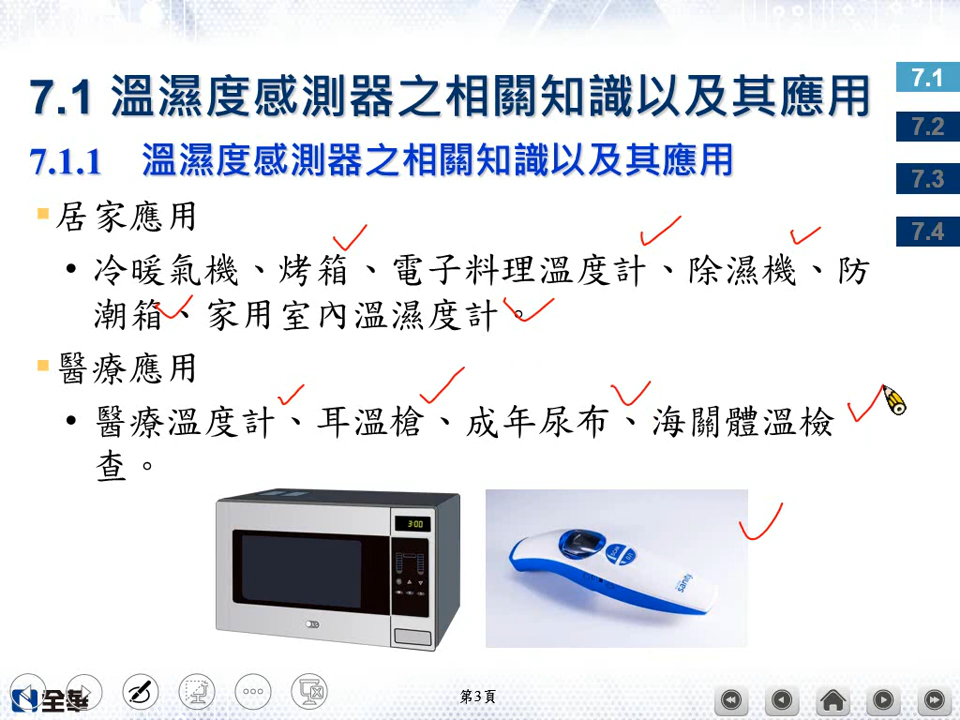 7.1 溫濕度感測器之相關知識以及其應用
7.1
7.2
7.3
7.4
7.1.1 溫濕度感測器之相關知識以及其應用
居家應用
• 冷暖氣機、烤箱、電子料理溫度計、除濕機、防
潮箱、家用室內溫濕度計。
醫療應用
• 醫療溫度計、耳溫槍、成年尿布、海關體溫檢
查。
3:00
sanity
全華
第3頁